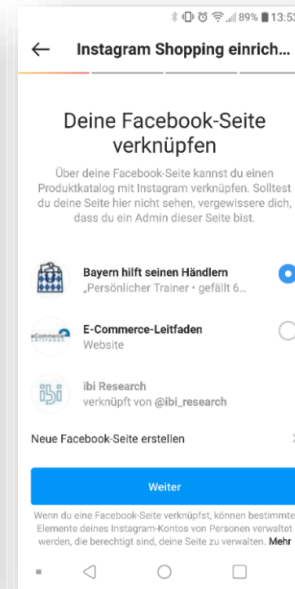 89% 13:53
Instagram Shopping einrich...
Deine Facebook-Seite
verknüpfen
Über deine Facebook-Seite kannst du einen
Produktkatalog mit Instagram verknüpfen. Solltest
du deine Seite hier nicht sehen, vergewissere dich,
dass du ein Admin dieser Seite bist.
Bayern hilft seinen Händlern
„Persönlicher Trainer • gefällt 6...
eCommerce
LEITFADEN
E-Commerce-Leitfaden
Website
ibi
ibi Research
verknüpft von @ibi_research
Neue Facebook-Seite erstellen
Weiter
Wenn du eine Facebook-Seite verknüpfst, können bestimmte
Elemente deines Instagram-Kontos von Personen verwaltet
werden, die berechtigt sind, deine Seite zu verwalten. Mehr